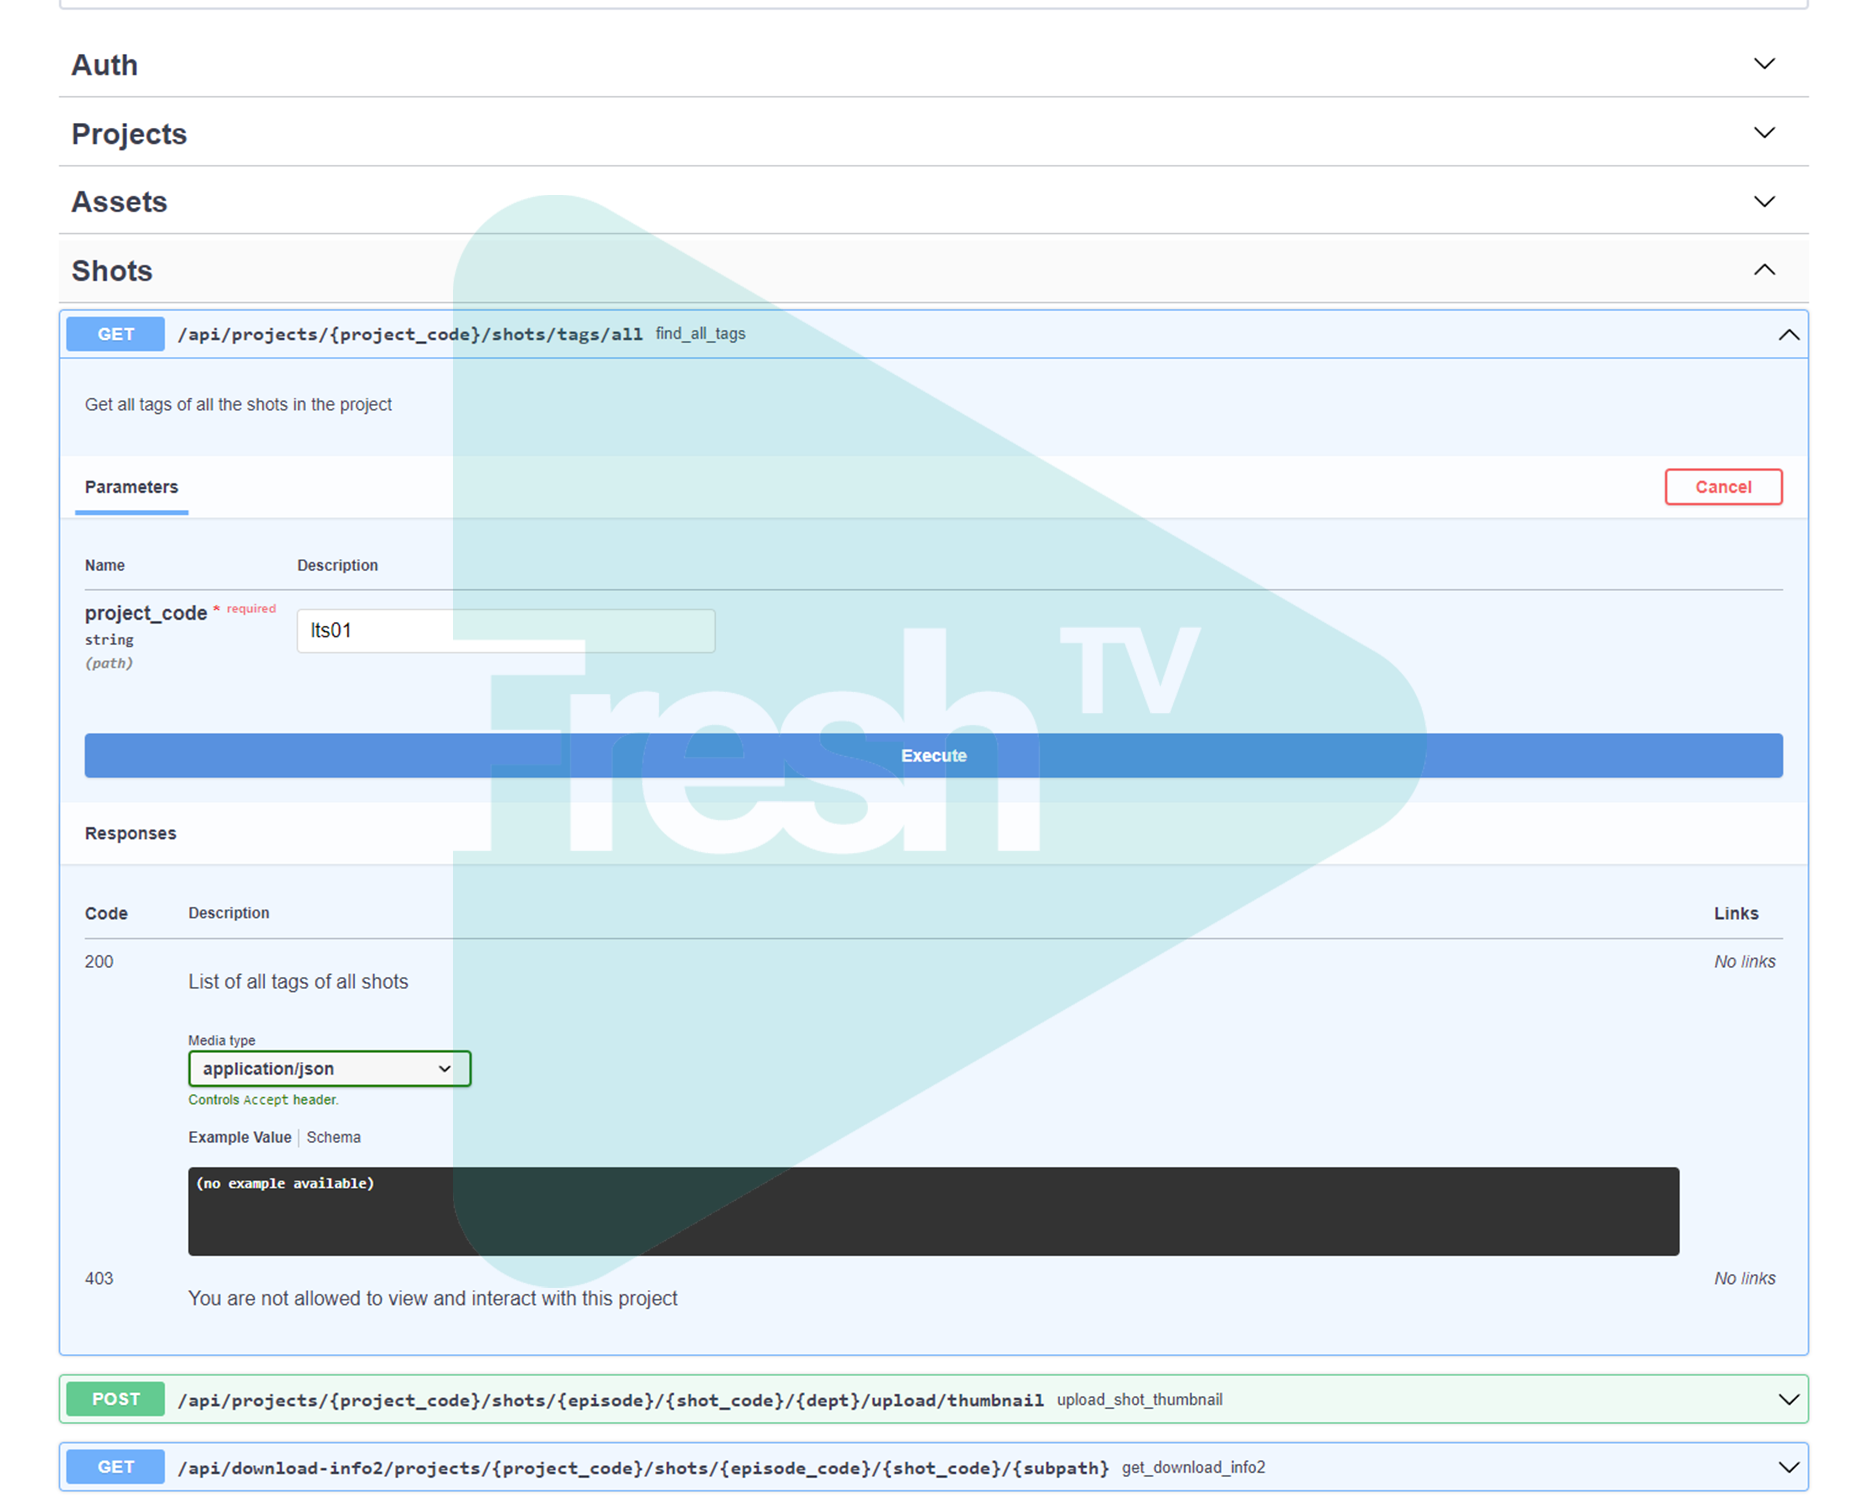 Auth
Projects
Assets
Shots
GET /api/projects/{project_code}/shots/tags/all find_all_tags
Get all tags of all the shots in the project
Parameters
Cancel
Name Description
project_code * required
string
(path)
lts01
Fresh TV
Execute
Responses
Code Description Links
200 No links
List of all tags of all shots
Media type
application/json
Controls Accept header.
Example Value Schema
(no example available)
403 No links
You are not allowed to view and interact with this project
POST /api/projects/{project_code}/shots/{episode}/{shot_code}/{dept}/upload/thumbnail upload_shot_thumbnail
GET /api/download-info2/projects/{project_code}/shots/{episode_code}/{shot_code}/{subpath} get_download_info2